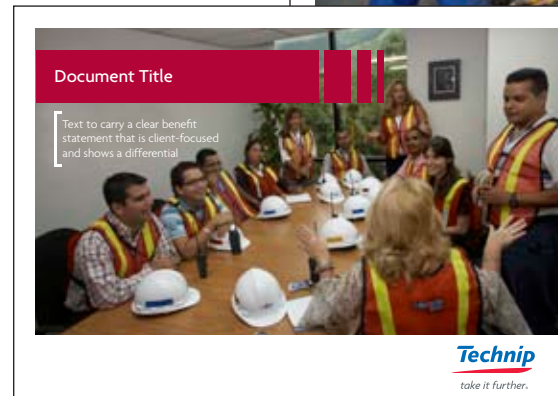 Document Title
Text to carry a clear benefit
statement that is client-focused
and shows a differential
Technip
take it further.